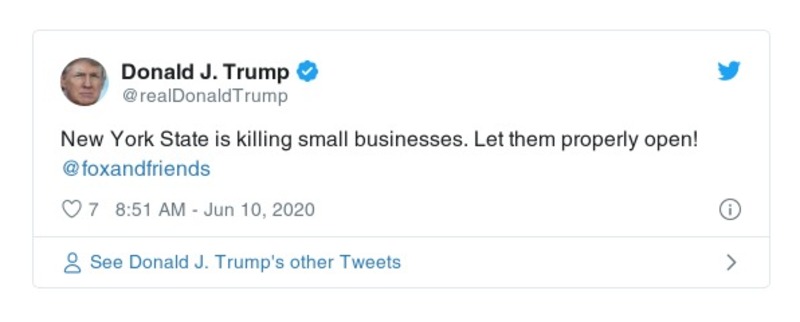 Donald J. Trump
@realDonaldTrump
New York State is killing small businesses. Let them properly open!
@foxandfriends
7 8:51 AM - Jun 10, 2020
See Donald J. Trump's other Tweets